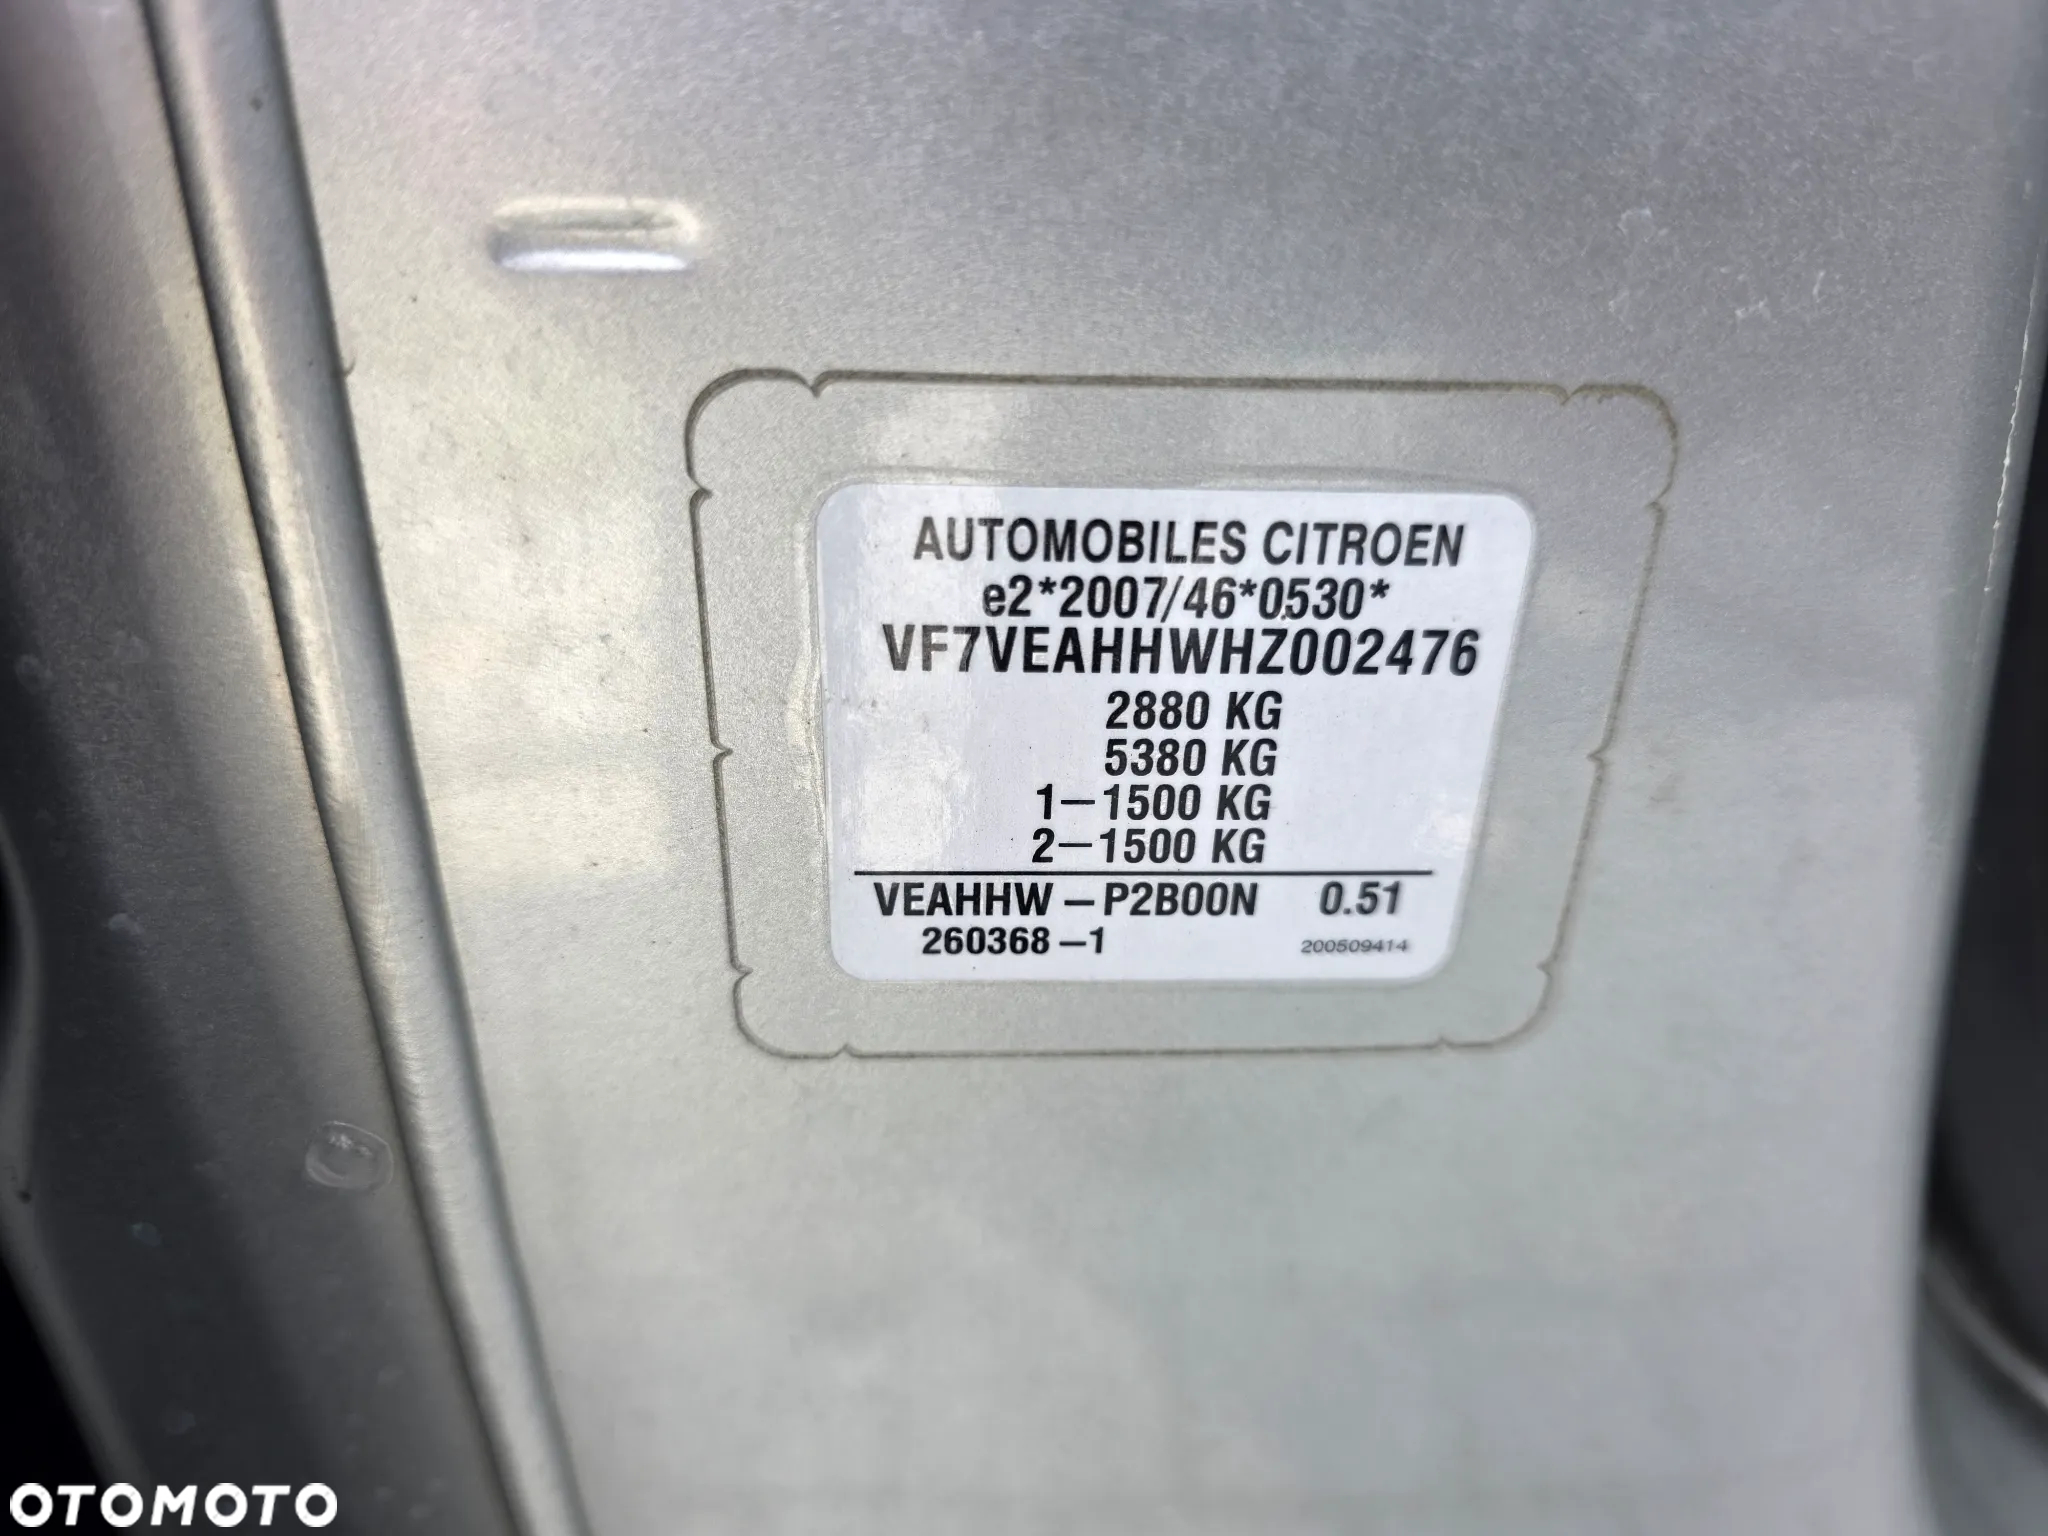 AUTOMOBILES CITROEN
e2*2007/46*0530*
VF7VEAHHWHZ002476
2880 KG
5380 KG
1-1500 KG
2-1500 KG
VEAHHW-P2B00N 0.51
260368-1 200509414
OTOMOTO